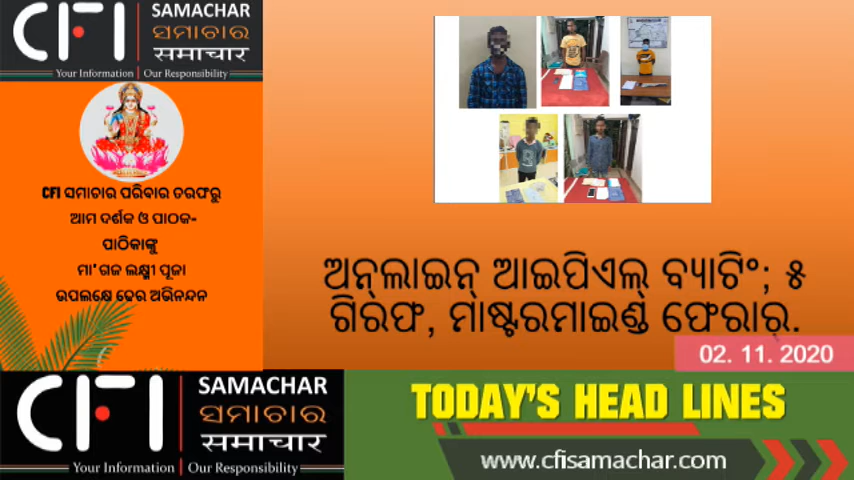 CFI
SAMACHAR
ସମାଚାର
समाचार
Your Information | Our Responsibility
CFI ସମାଚାର ପରିବାର ତରଫରୁ
ଆମ ଦର୍ଶକ ଓ ପାଠକ-
ପାଠିକାଙ୍କୁ
ମା' ଗଜ ଲକ୍ଷ୍ମୀ ପୂଜା
ଉପଲକ୍ଷେ ଢେର ଅଭିନନ୍ଦନ
ଅନ୍‌ଲାଇନ୍ ଆଇପିଏଲ୍ ବ୍ୟାଟିଂ; ୫
ଗିରଫ, ମାଷ୍ଟରମାଇଣ୍ଡ ଫେରାର୍.
02. 11. 2020
CFI
SAMACHAR
ସମାଚାର
समाचार
Your Information | Our Responsibility
TODAY'S HEAD LINES
www.cfisamachar.com